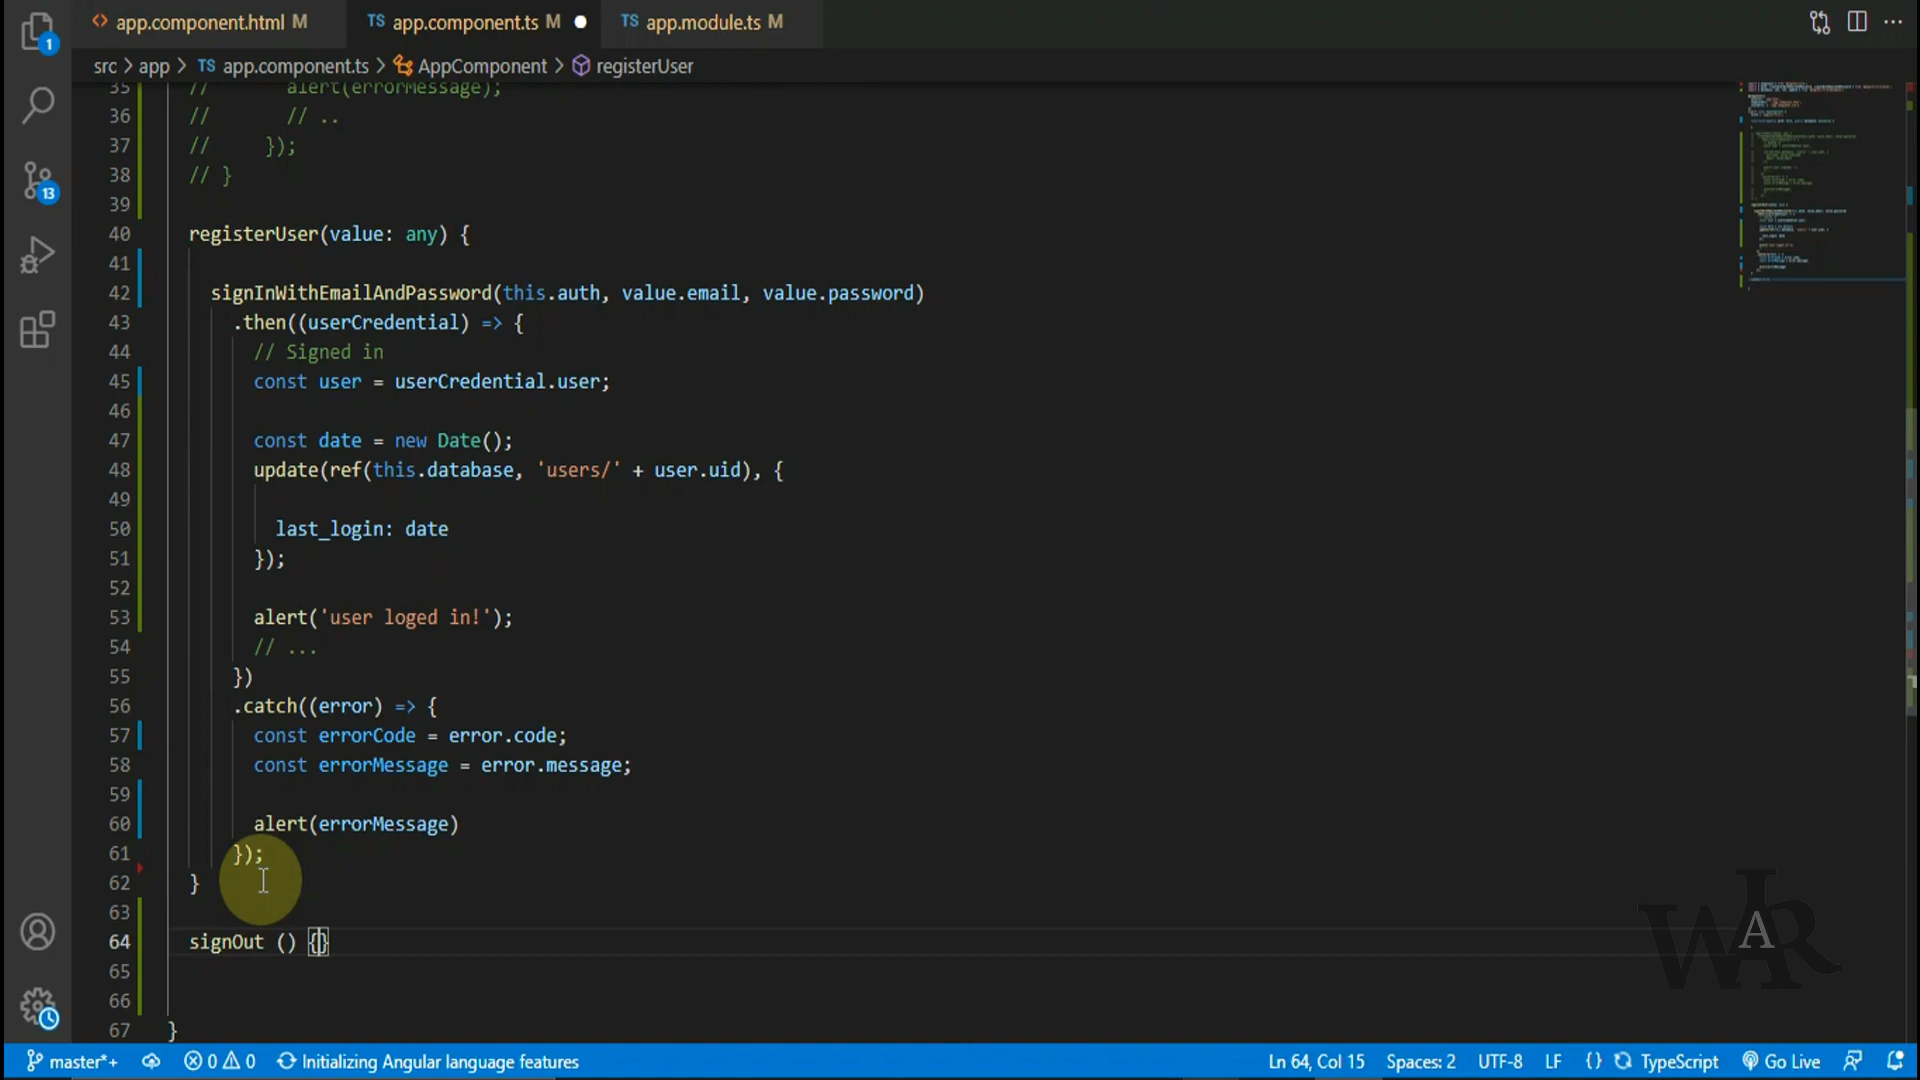 app.component.html M
TS app.component.ts M
TS app.module.ts M
1
src > app > TS app.component.ts > AppComponent > registerUser
35 // alert(errorMessage);
36 // // ..
37 // });
38 // }
39
40 registerUser(value: any) {
41
42 signInWithEmailAndPassword(this.auth, value.email, value.password)
43 .then((userCredential) => {
44 // Signed in
45 const user = userCredential.user;
46
47 const date = new Date();
48 update(ref(this.database, 'users/' + user.uid), {
49
50 last_login: date
51 });
52
53 alert('user loged in!');
54 // ...
55 })
56 .catch((error) => {
57 const errorCode = error.code;
58 const errorMessage = error.message;
59
60 alert(errorMessage)
61 });
62 }
63
64 signOut () {}
65
66
67 }
13
WAR
master*+ 0 0 Initializing Angular language features Ln 64, Col 15 Spaces: 2 UTF-8 LF {} TypeScript Go Live